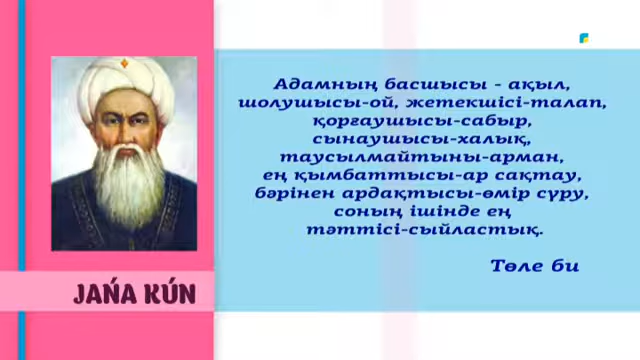 Адамның басшысы - ақыл,
шолушысы-ой, жетекшісі-талап,
қорғаушысы-сабыр,
сынаушысы-халық,
таусылмайтыны-арман,
ең қымбаттысы-ар сақтау,
бәрінен ардақтысы-өмір сүру,
соның ішінде ең
тәттісі-сыйластық.
Төле би
JAŃA KÚN